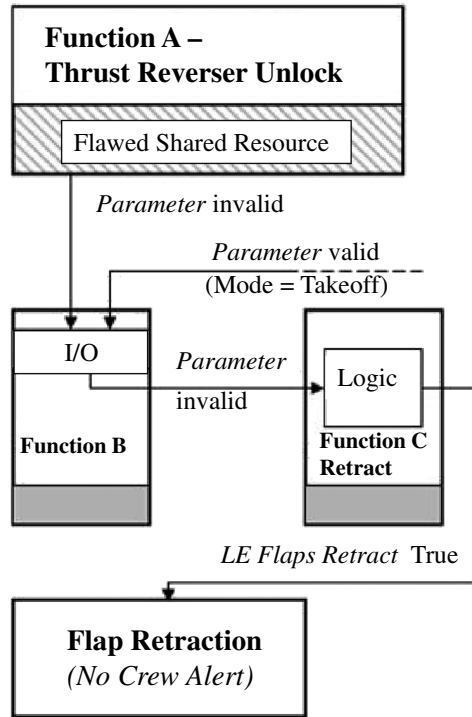 Function A –
Thrust Reverser Unlock
Flawed Shared Resource
Parameter invalid
Parameter valid
(Mode = Takeoff)
I/O
Parameter
invalid
Logic
Function B
Function C
Retract
LE Flaps Retract True
Flap Retraction
(No Crew Alert)